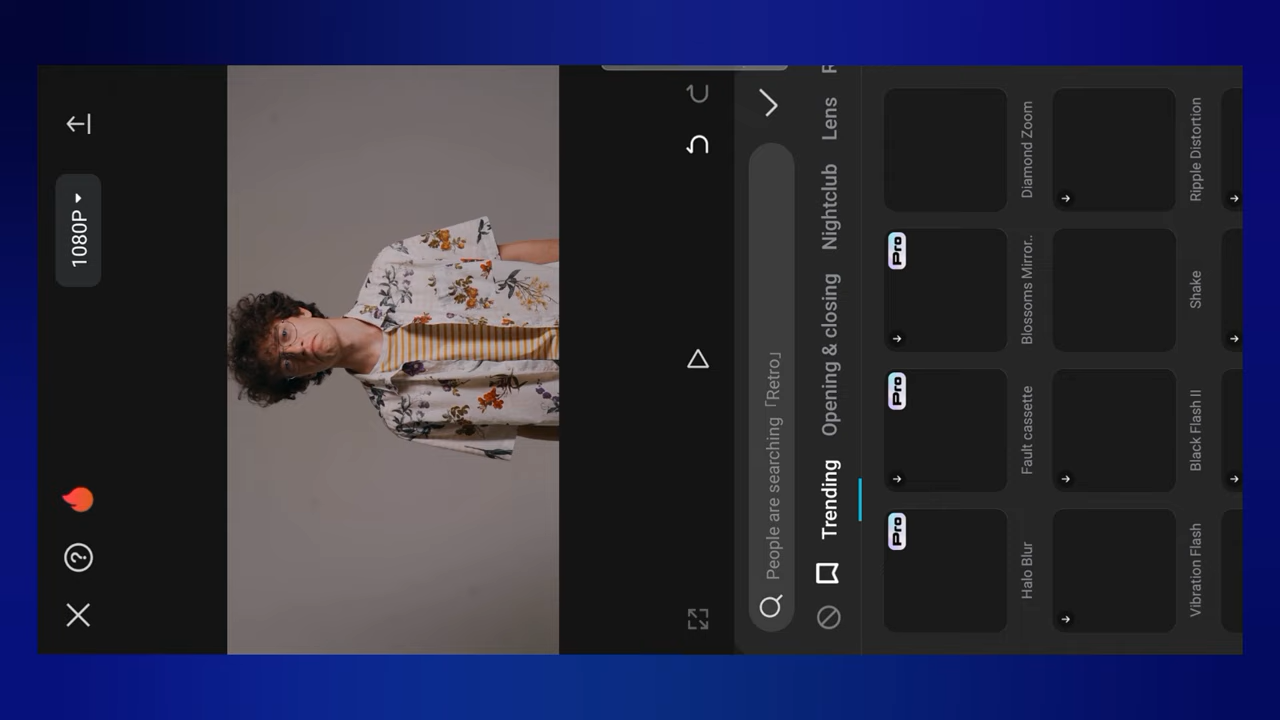 1080P
People are searching「Retro」
Trending Opening & closing Nightclub Lens
Pro Pro Pro
Halo Blur Fault cassette Blossoms Mirror.. Diamond Zoom
Vibration Flash Black Flash II Shake Ripple Distortion